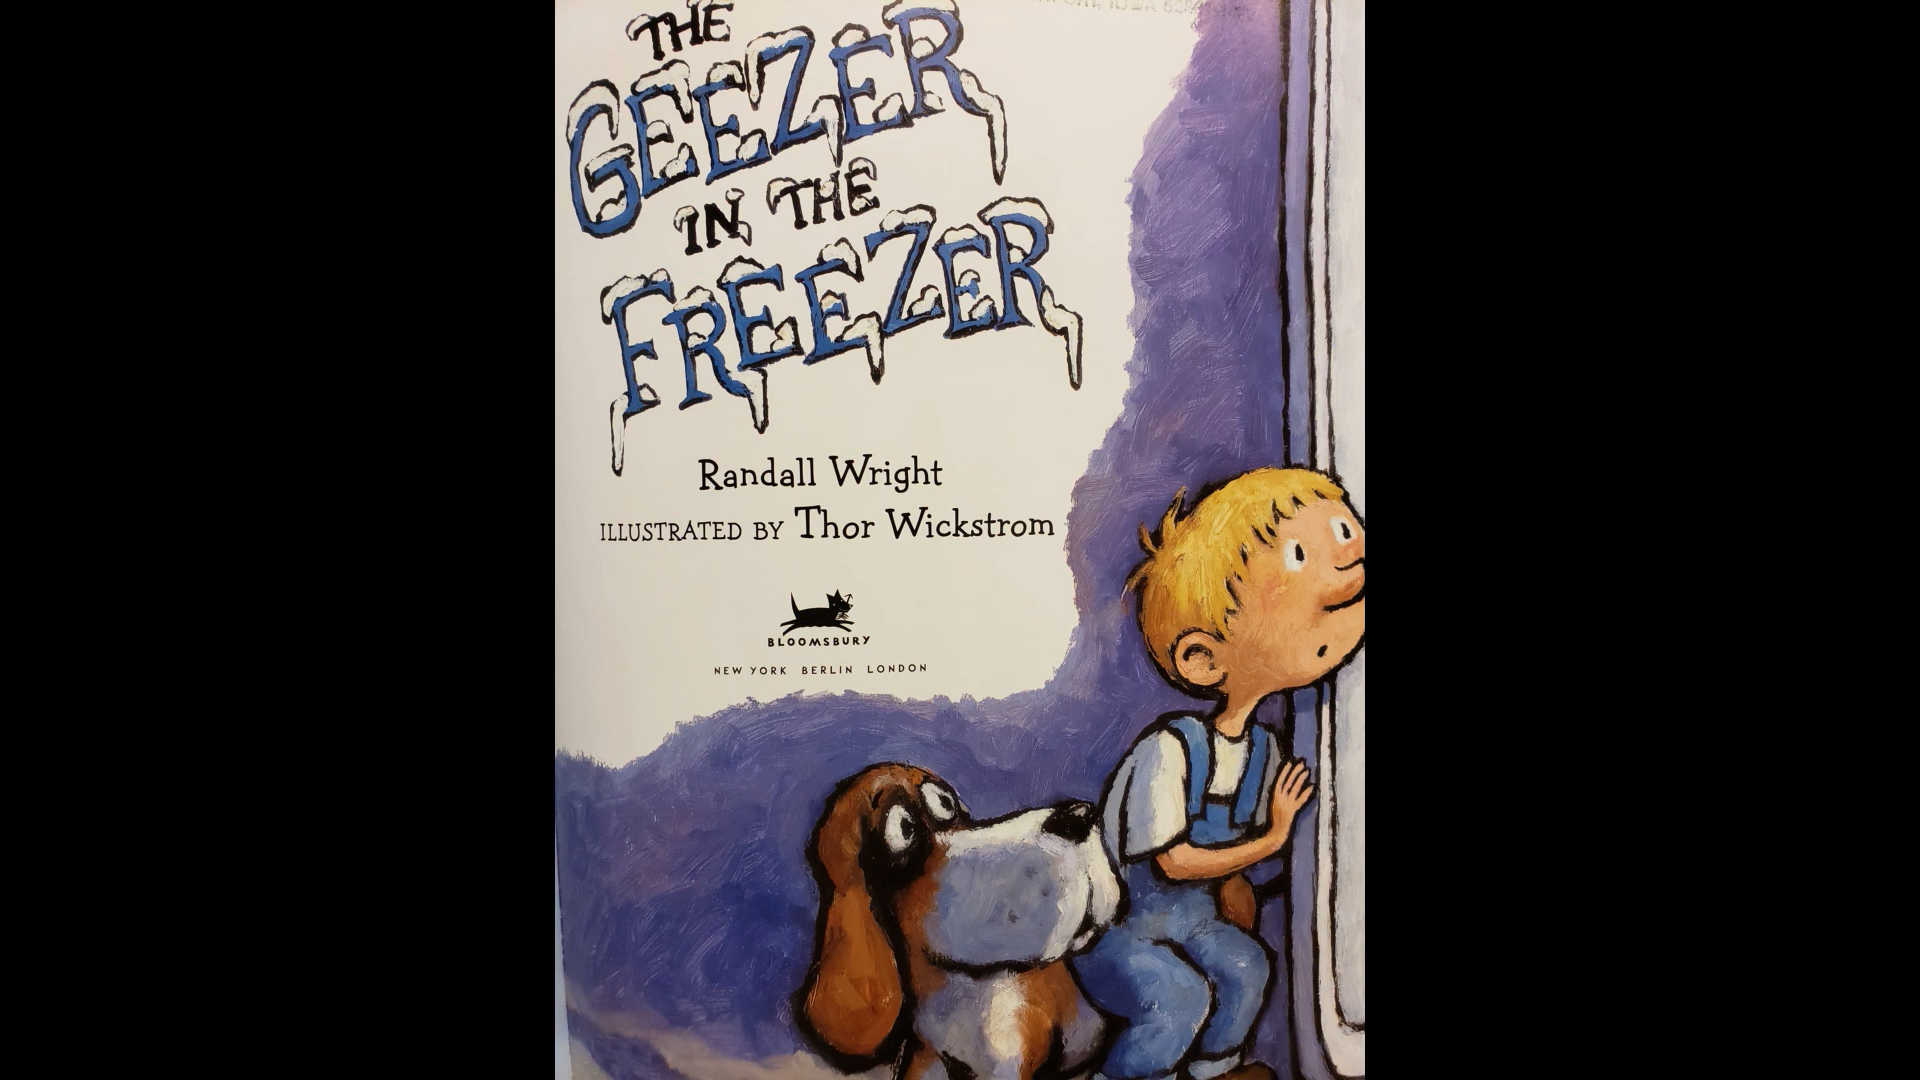 THE
GEEZER
IN THE
FREEZER
Randall Wright
ILLUSTRATED BY Thor Wickstrom
BLOOMSBURY
NEW YORK BERLIN LONDON